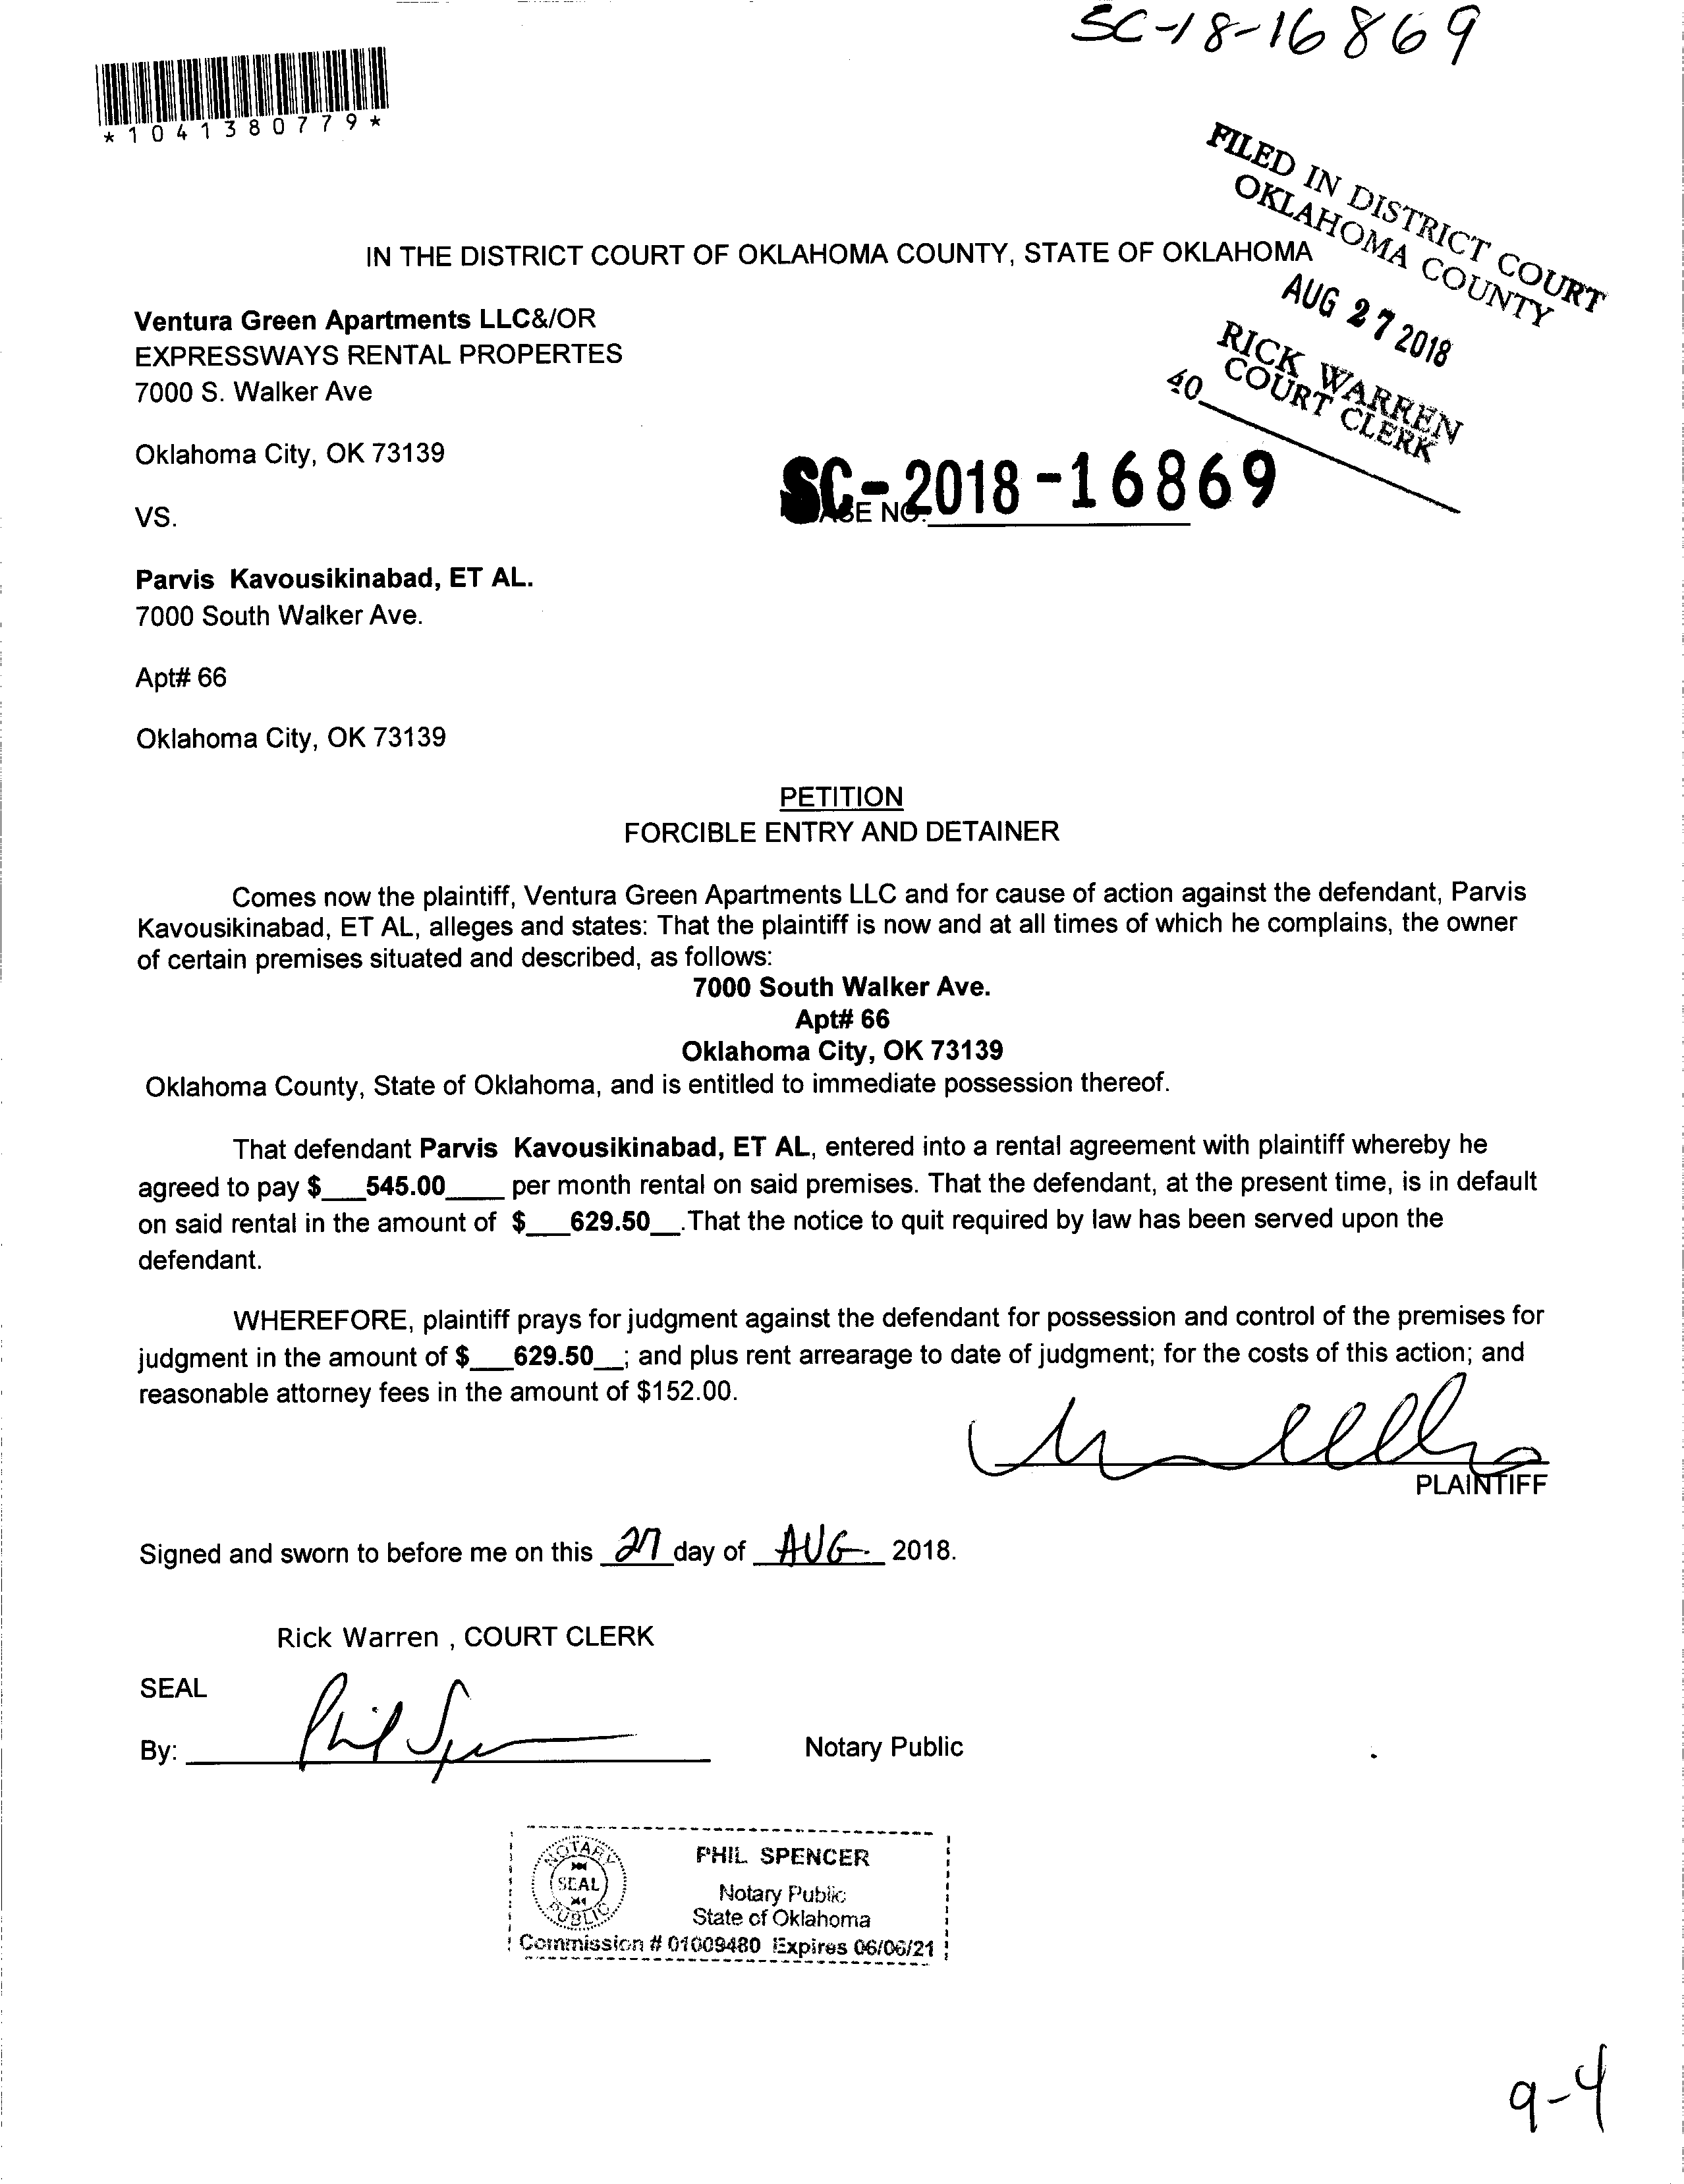 SC-18-16869
*1041380779*
FILED IN DISTRICT COURT
OKLAHOMA COUNTY
AUG 27 2018
RICK WARREN
COURT CLERK
40
IN THE DISTRICT COURT OF OKLAHOMA COUNTY, STATE OF OKLAHOMA
Ventura Green Apartments LLC&/OR
EXPRESSWAYS RENTAL PROPERTES
7000 S. Walker Ave
Oklahoma City, OK 73139
SC-2018-16869
CASE NO.
VS.
Parvis Kavousikinabad, ET AL.
7000 South Walker Ave.
Apt# 66
Oklahoma City, OK 73139
PETITION
FORCIBLE ENTRY AND DETAINER
Comes now the plaintiff, Ventura Green Apartments LLC and for cause of action against the defendant, Parvis
Kavousikinabad, ET AL, alleges and states: That the plaintiff is now and at all times of which he complains, the owner
of certain premises situated and described, as follows:
7000 South Walker Ave.
Apt# 66
Oklahoma City, OK 73139
Oklahoma County, State of Oklahoma, and is entitled to immediate possession thereof.
That defendant Parvis Kavousikinabad, ET AL, entered into a rental agreement with plaintiff whereby he
agreed to pay $___545.00____ per month rental on said premises. That the defendant, at the present time, is in default
on said rental in the amount of $___629.50__.That the notice to quit required by law has been served upon the
defendant.
WHEREFORE, plaintiff prays for judgment against the defendant for possession and control of the premises for
judgment in the amount of $___629.50__; and plus rent arrearage to date of judgment; for the costs of this action; and
reasonable attorney fees in the amount of $152.00.
PLAINTIFF
Signed and sworn to before me on this 27 day of AUG 2018.
Rick Warren , COURT CLERK
SEAL
By: Phil Spencer Notary Public
NOTARY
SEAL
PUBLIC
PHIL SPENCER
Notary Public
State of Oklahoma
Commission # 01009480 Expires 06/06/21
9-4